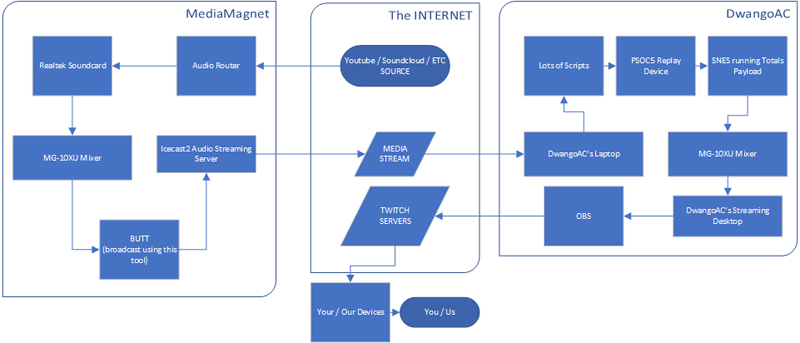 MediaMagnet
Realtek Soundcard
Audio Router
MG-10XU Mixer
Icecast2 Audio Streaming
Server
BUTT
(broadcast using this
tool)
The INTERNET
Youtube / Soundcloud / ETC
SOURCE
MEDIA
STREAM
TWITCH
SERVERS
Your / Our Devices
You / Us
DwangoAC
Lots of Scripts
PSOC5 Replay
Device
SNES running Totals
Payload
DwangoAC's Laptop
MG-10XU Mixer
OBS
DwangoAC's Streaming
Desktop